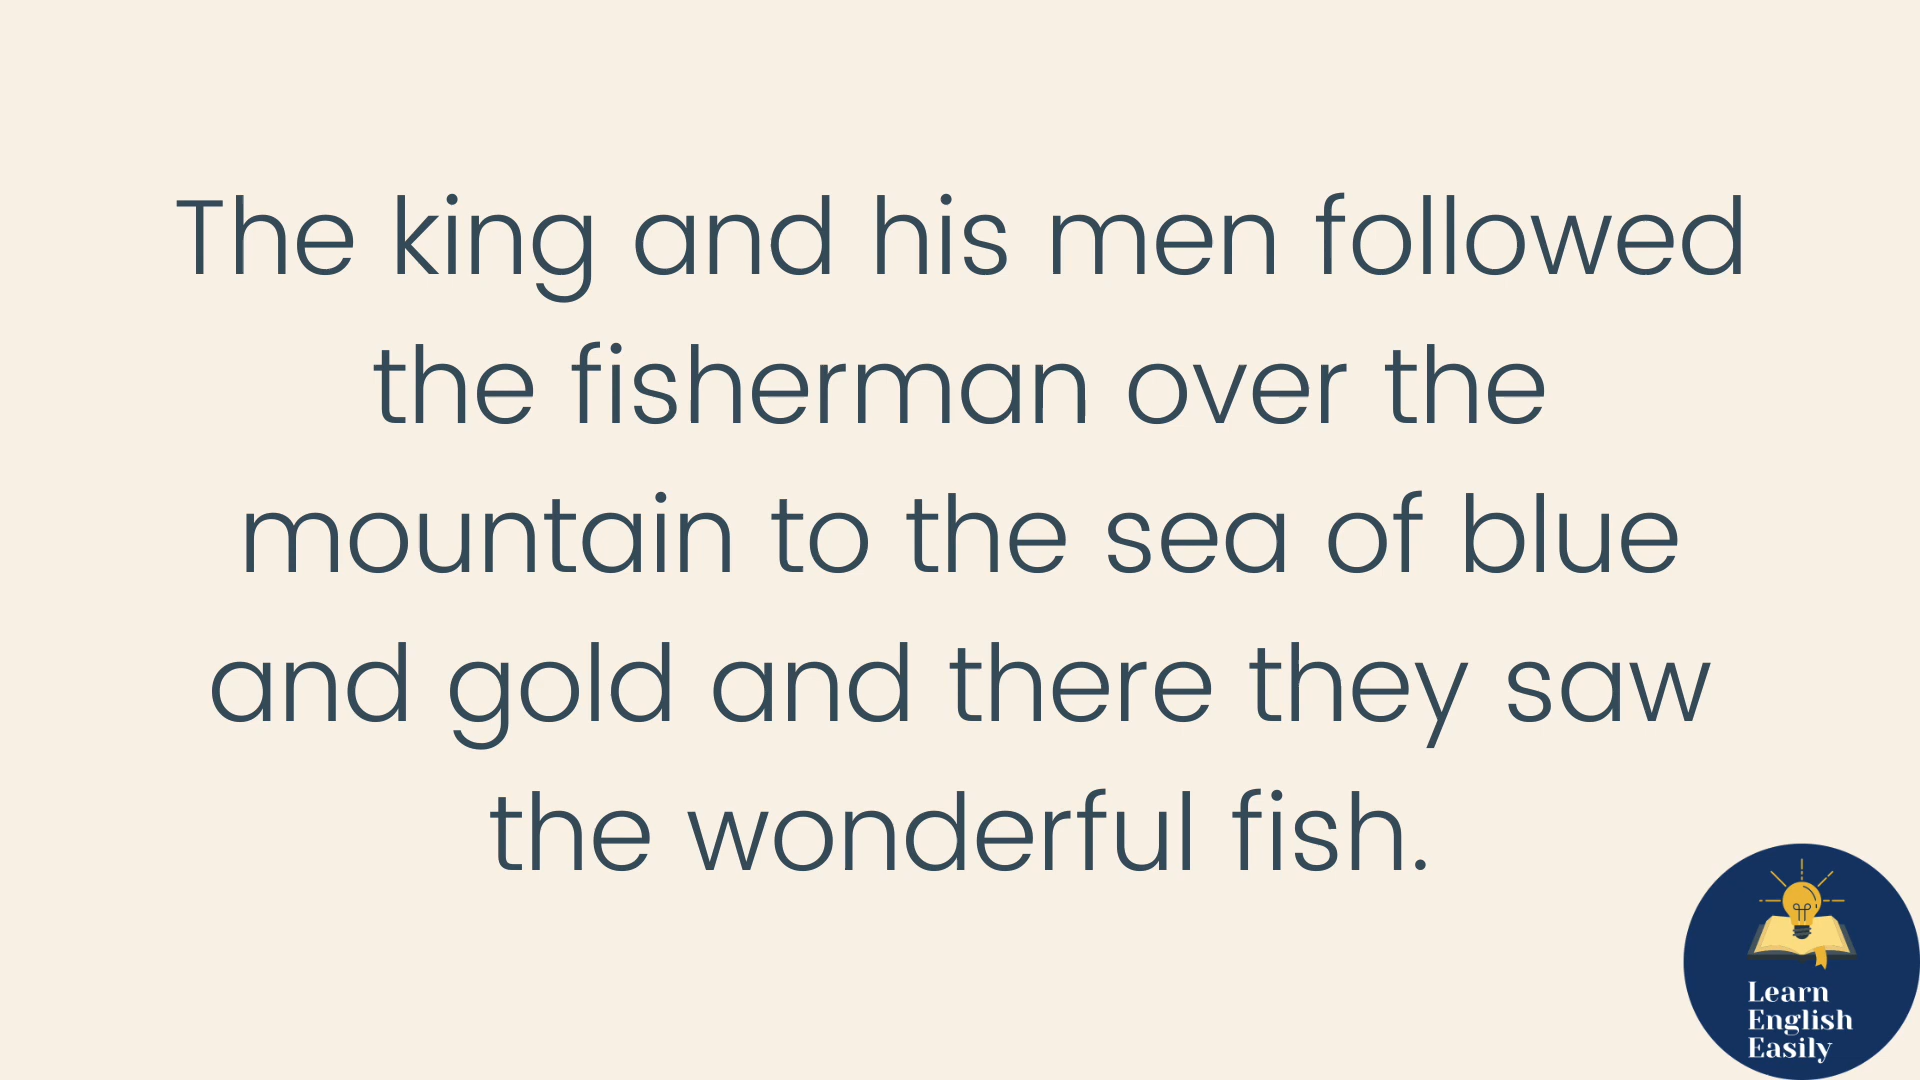 The king and his men followed
the fisherman over the
mountain to the sea of blue
and gold and there they saw
the wonderful fish.
Learn
English
Easily